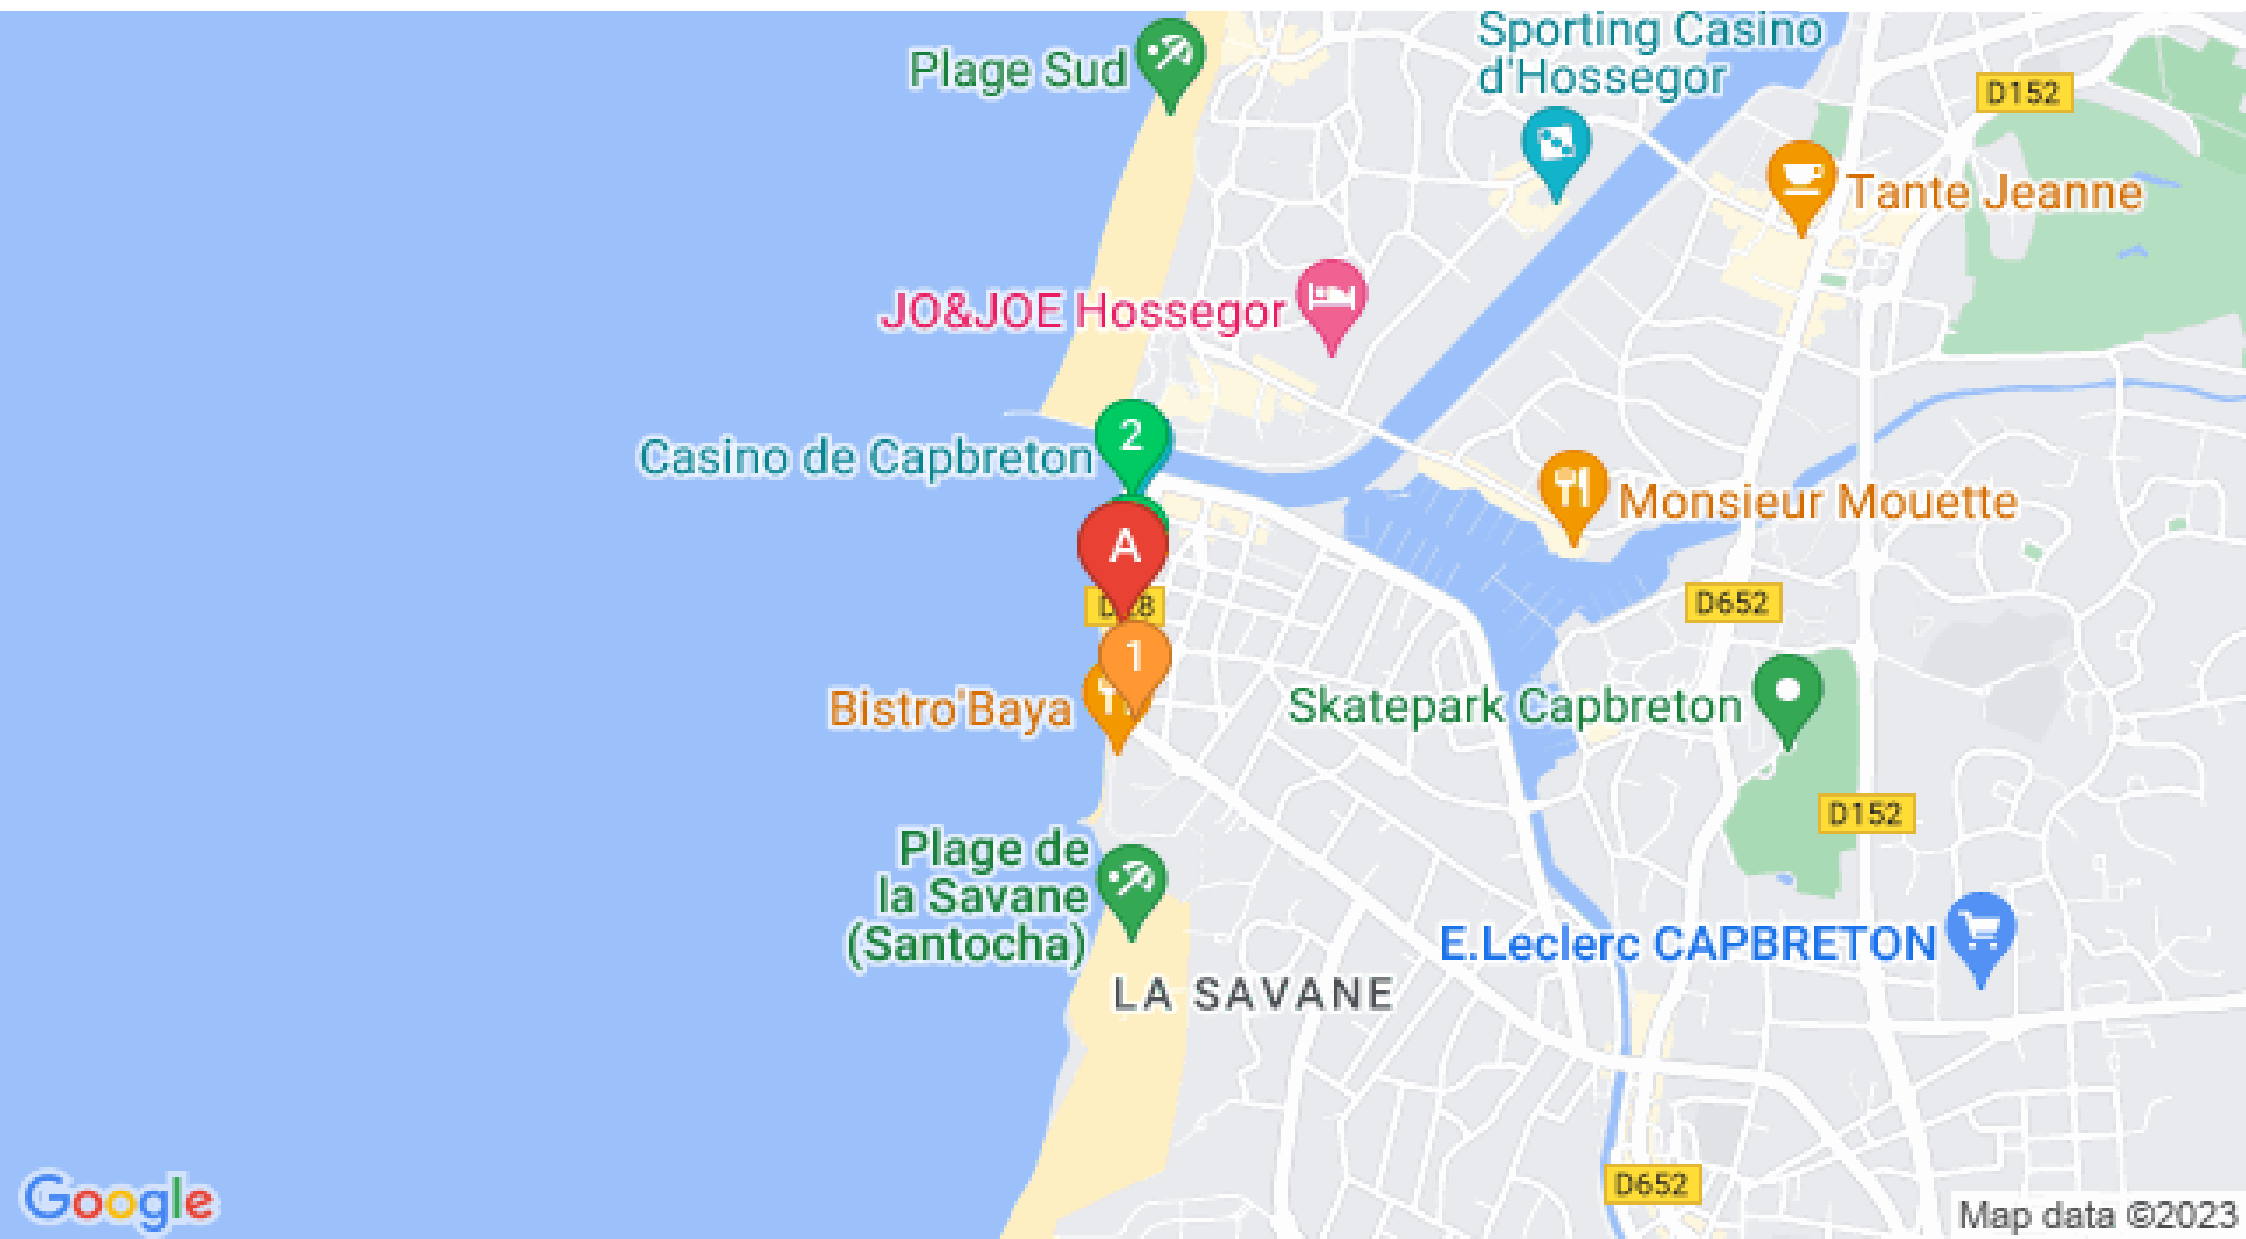 Sporting Casino
d'Hossegor
Plage Sud
D152
Tante Jeanne
JO&JOE Hossegor
2
Casino de Capbreton
Monsieur Mouette
A
D652
1
Bistro'Baya
Skatepark Capbreton
D152
Plage de
la Savane
(Santocha)
E.Leclerc CAPBRETON
LA SAVANE
D652
Google
Map data ©2023